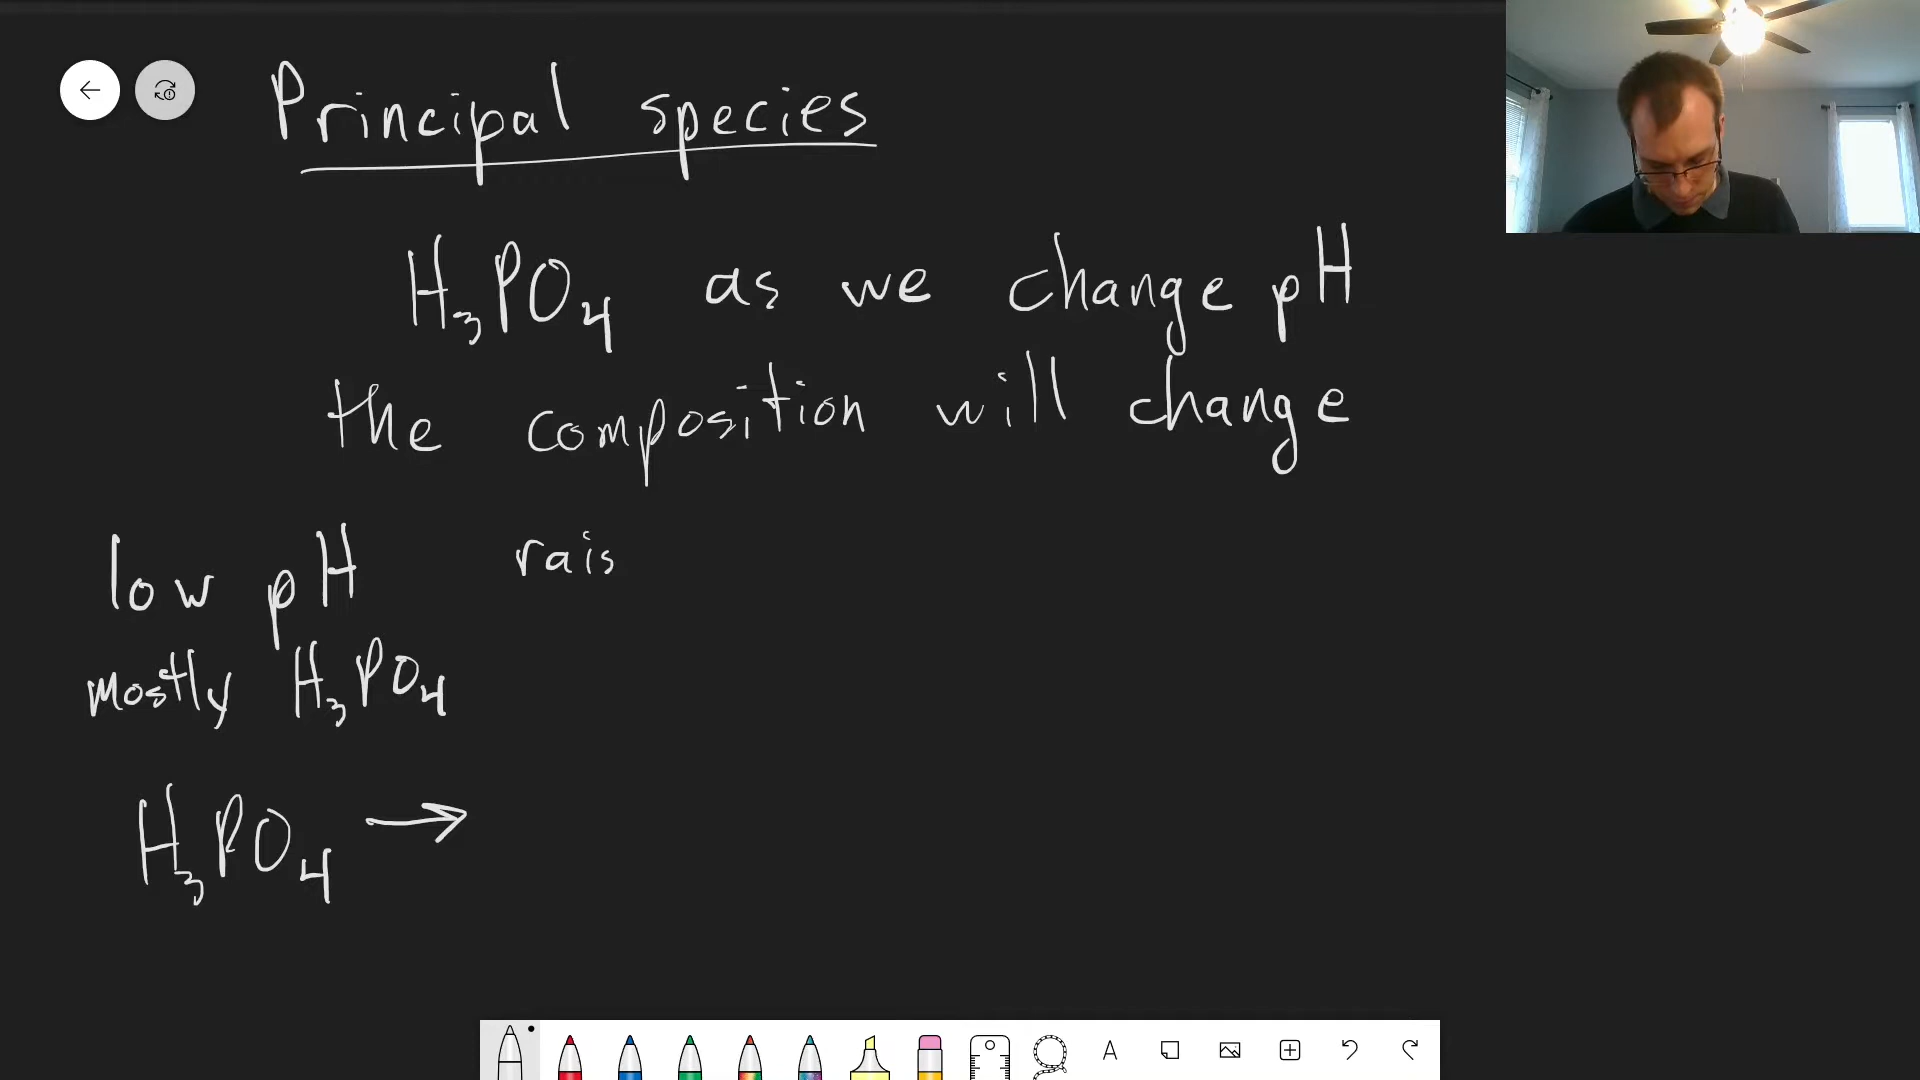 Principal species
H₃PO₄ as we change pH
the composition will change
low pH rais
mostly H₃PO₄
H₃PO₄ →
A